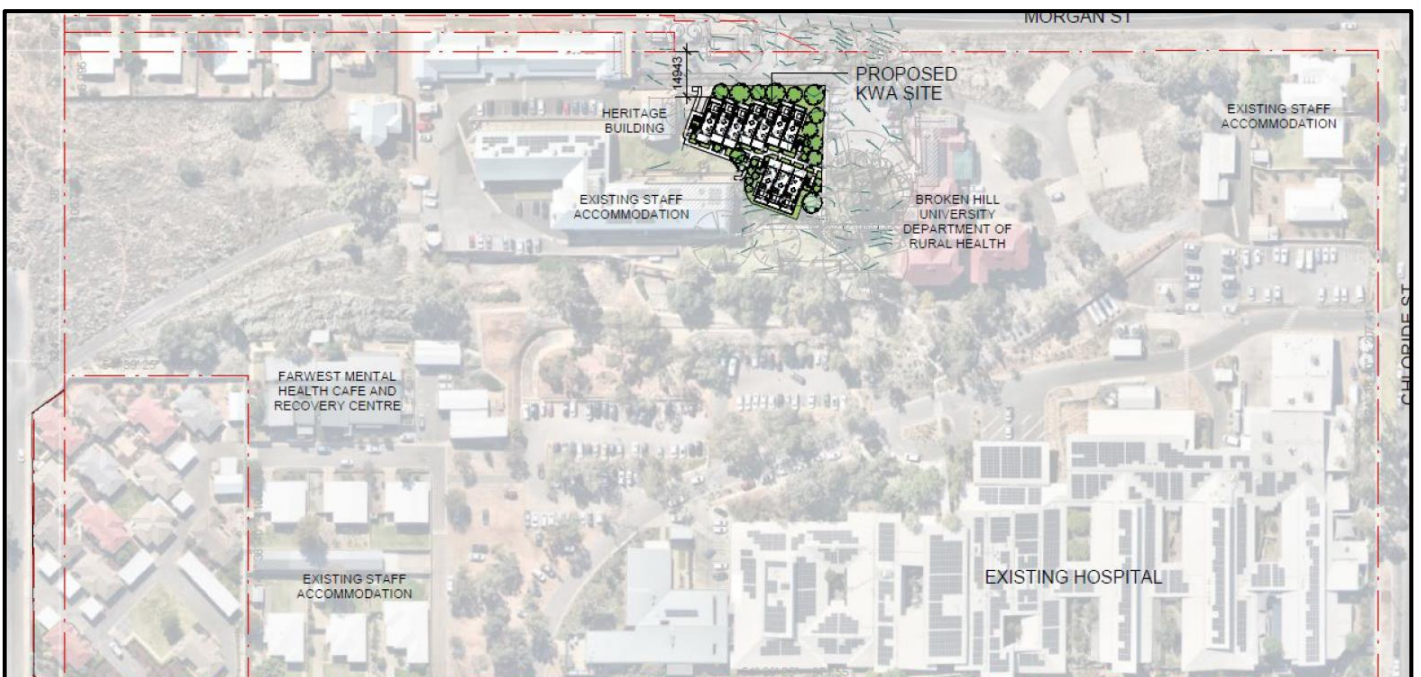 MORGAN ST
14943
PROPOSED
KWA SITE
HERITAGE
BUILDING
EXISTING STAFF
ACCOMMODATION
EXISTING STAFF
ACCOMMODATION
BROKEN HILL
UNIVERSITY
DEPARTMENT OF
RURAL HEALTH
CHLORIDE ST
FARWEST MENTAL
HEALTH CAFE AND
RECOVERY CENTRE
EXISTING STAFF
ACCOMMODATION
EXISTING HOSPITAL